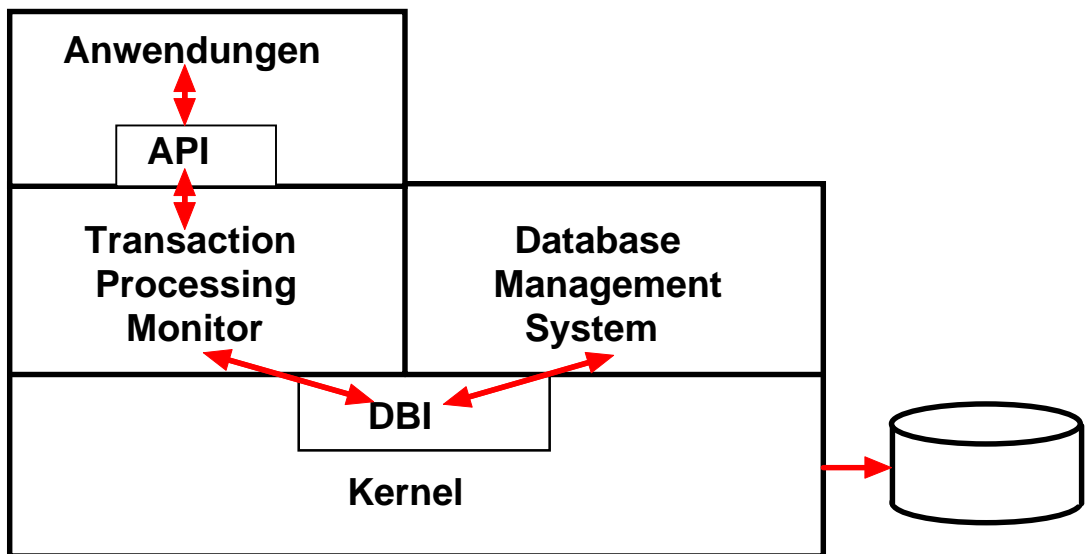 Anwendungen
API
Transaction
Processing
Monitor
Database
Management
System
DBI
Kernel